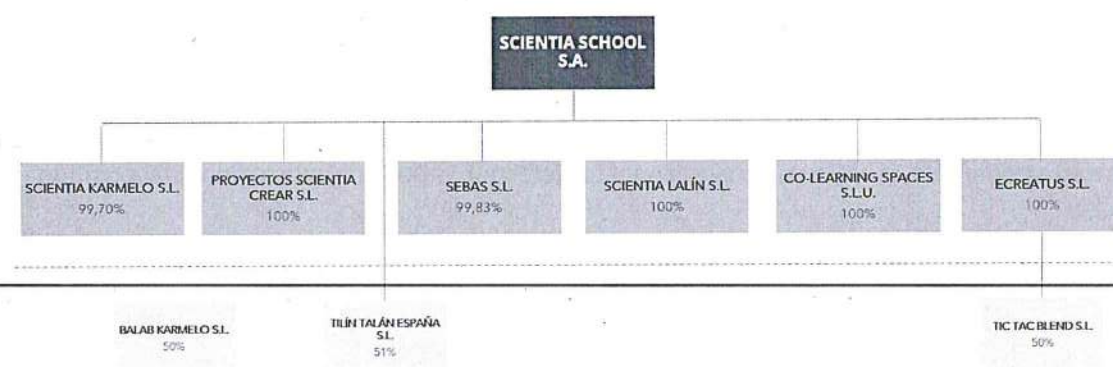 SCIENTIA SCHOOL
S.A.
SCIENTIA KARMELO S.L.
99,70%
PROYECTOS SCIENTIA
CREAR S.L.
100%
SEBAS S.L.
99,83%
SCIENTIA LALÍN S.L.
100%
CO-LEARNING SPACES
S.L.U.
100%
ECREATUS S.L.
100%
BALAB KARMELO S.L.
50%
TILÍN TALÁN ESPAÑA
S.L.
51%
TIC TAC BLEND S.L.
50%